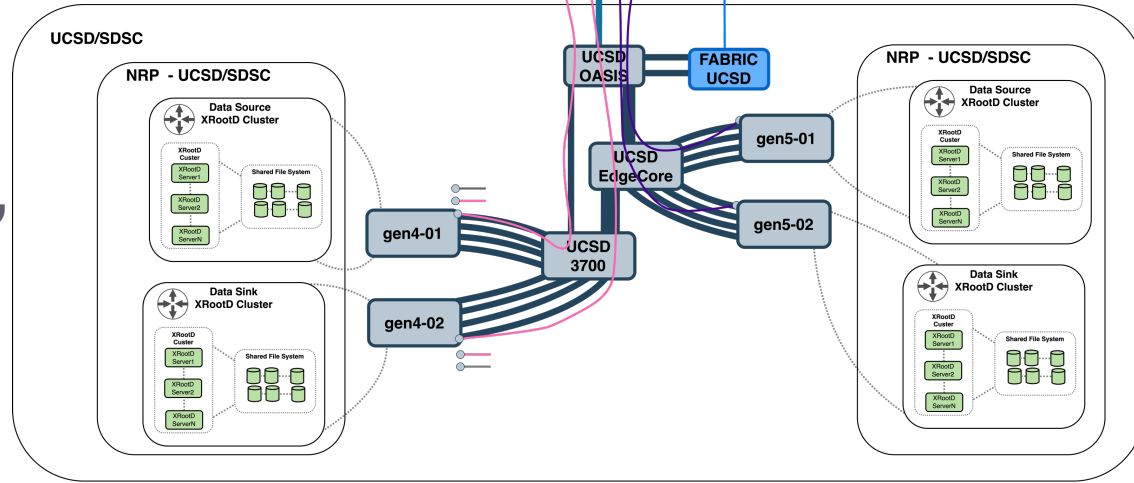 UCSD/SDSC
NRP - UCSD/SDSC
Data Source
XRootD Cluster
XRootD
Custer
XRootD
Server1
XRootD
Server2
XRootD
ServerN
Shared File System
Data Sink
XRootD Cluster
XRootD
Custer
XRootD
Server1
XRootD
Server2
XRootD
ServerN
Shared File System
gen4-01
gen4-02
UCSD
OASIS
FABRIC
UCSD
UCSD
EdgeCore
UCSD
3700
gen5-01
gen5-02
NRP - UCSD/SDSC
Data Source
XRootD Cluster
XRootD
Custer
XRootD
Server1
XRootD
Server2
XRootD
ServerN
Shared File System
Data Sink
XRootD Cluster
XRootD
Custer
XRootD
Server1
XRootD
Server2
XRootD
ServerN
Shared File System